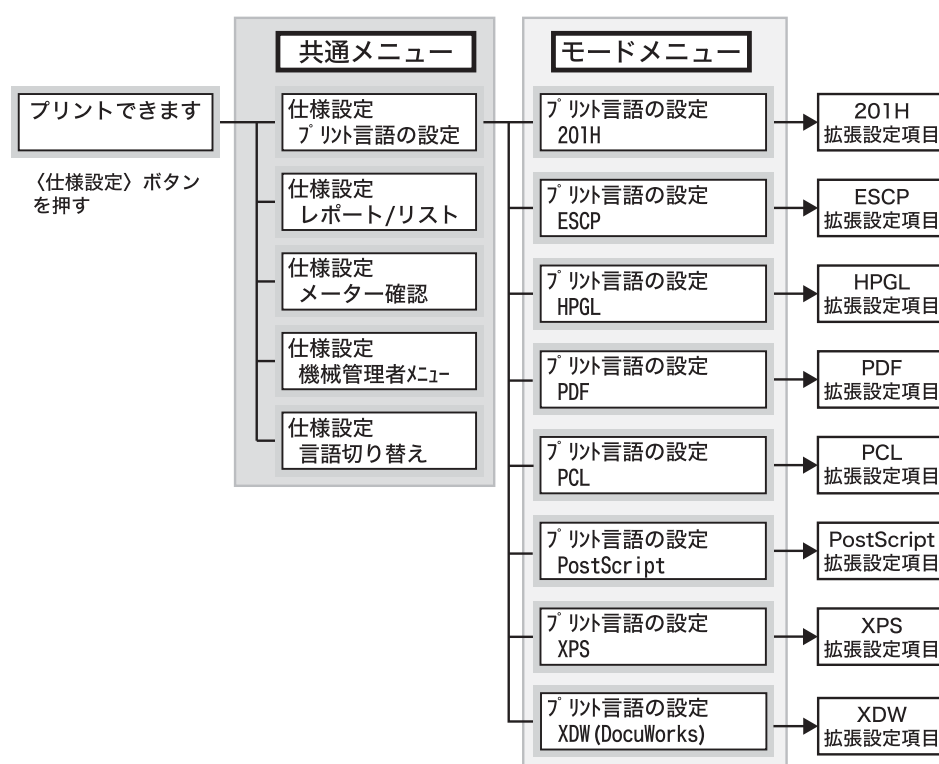 共通メニュー
モードメニュー
プリントできます
〈仕様設定〉ボタン
を押す
仕様設定
ﾌﾟﾘﾝﾄ言語の設定
仕様設定
レポート/リスト
仕様設定
メーター確認
仕様設定
機械管理者ﾒﾆｭｰ
仕様設定
言語切り替え
ﾌﾟﾘﾝﾄ言語の設定
201H
ﾌﾟﾘﾝﾄ言語の設定
ESCP
ﾌﾟﾘﾝﾄ言語の設定
HPGL
ﾌﾟﾘﾝﾄ言語の設定
PDF
ﾌﾟﾘﾝﾄ言語の設定
PCL
ﾌﾟﾘﾝﾄ言語の設定
PostScript
ﾌﾟﾘﾝﾄ言語の設定
XPS
ﾌﾟﾘﾝﾄ言語の設定
XDW(DocuWorks)
201H
拡張設定項目
ESCP
拡張設定項目
HPGL
拡張設定項目
PDF
拡張設定項目
PCL
拡張設定項目
PostScript
拡張設定項目
XPS
拡張設定項目
XDW
拡張設定項目